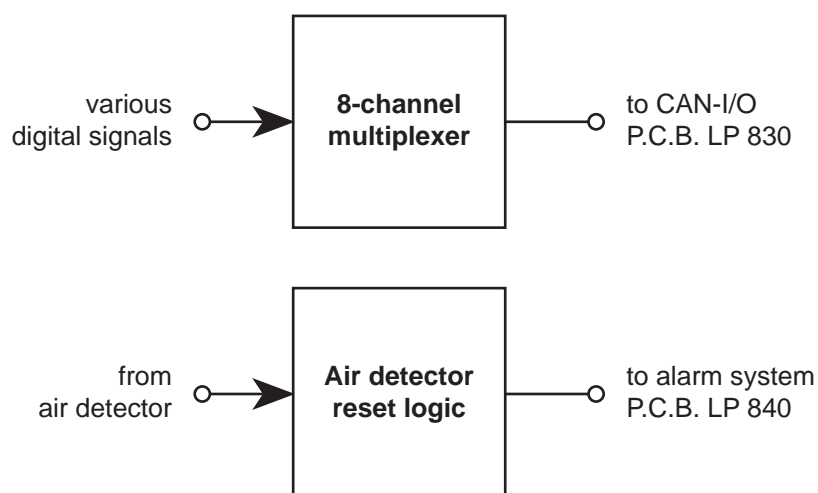 various
digital signals
8-channel
multiplexer
to CAN-I/O
P.C.B. LP 830
from
air detector
Air detector
reset logic
to alarm system
P.C.B. LP 840